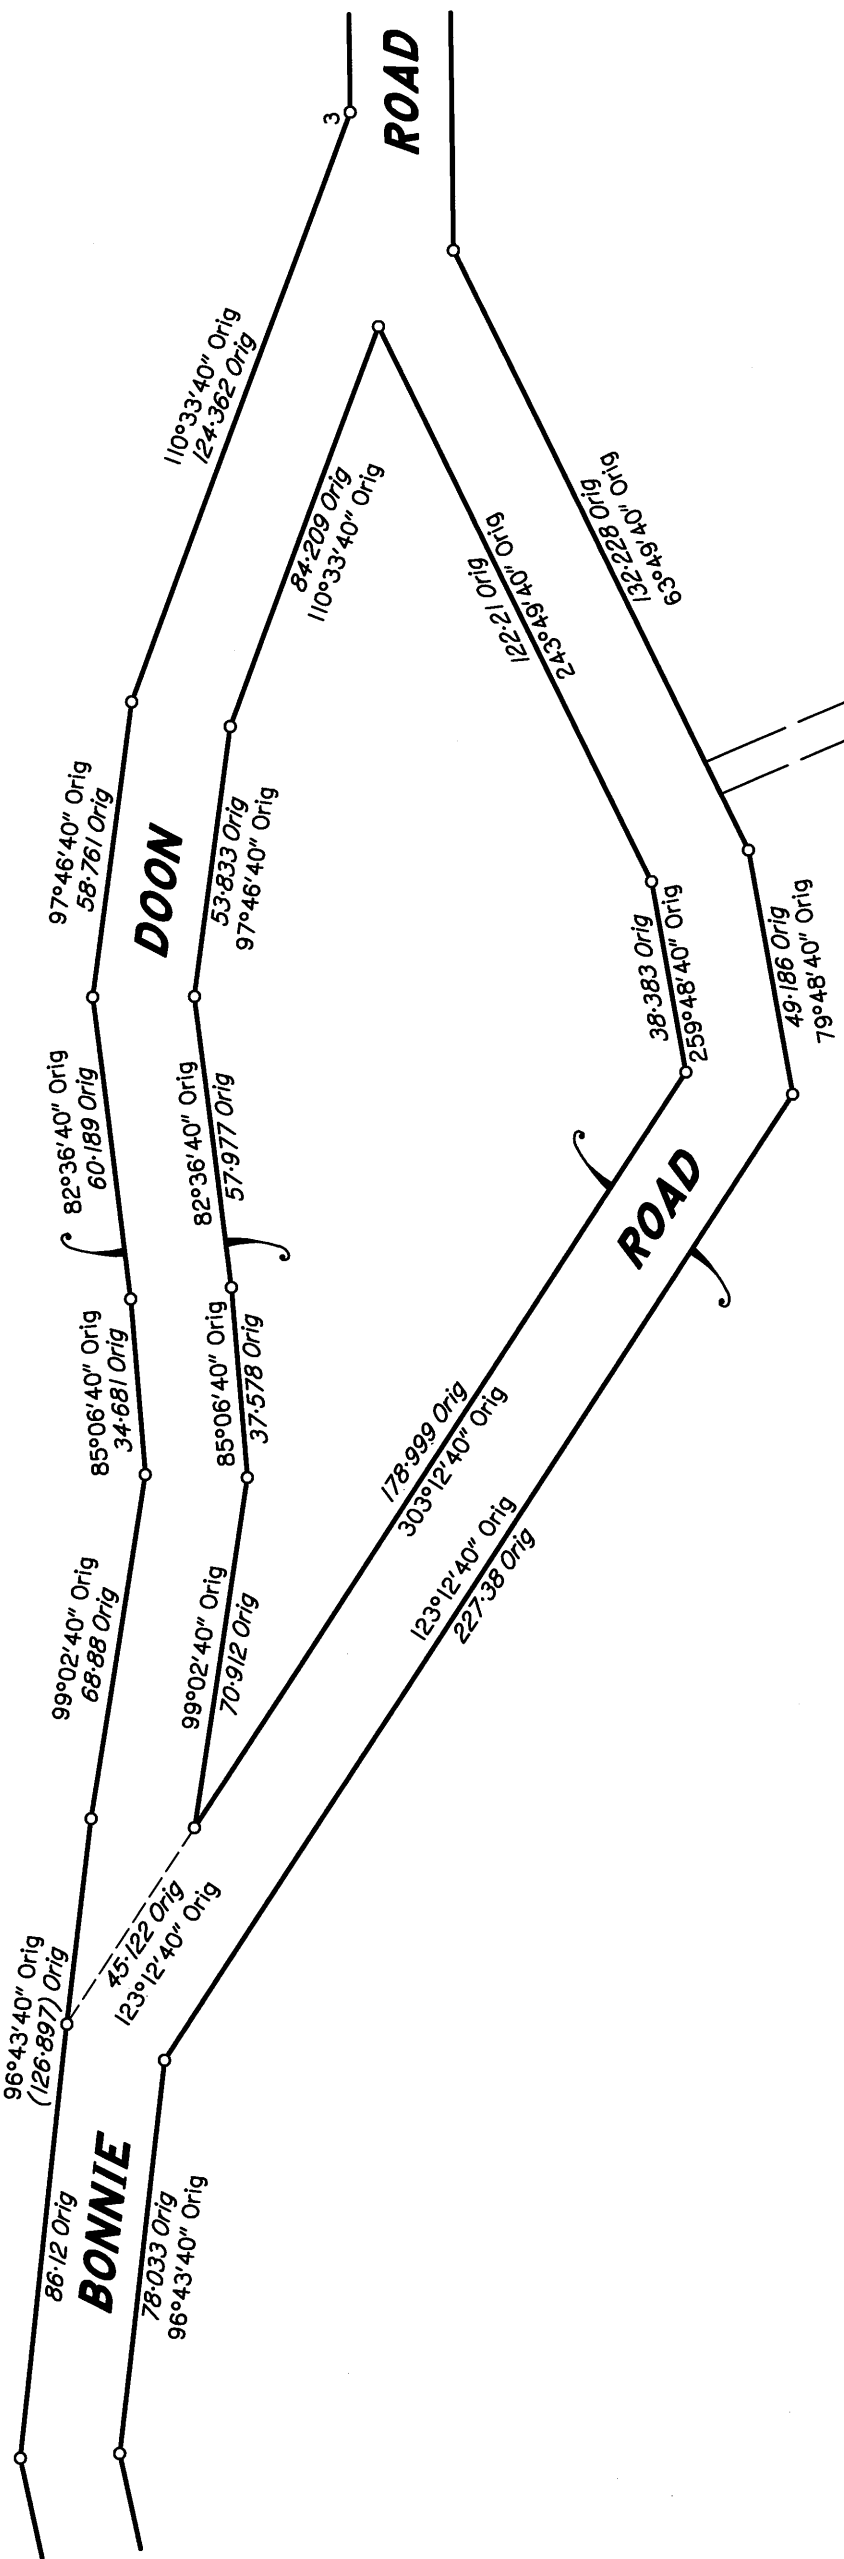 ROAD
3
110°33'40" Orig
124·362 Orig
84·209 Orig
110°33'40" Orig
122·21 Orig
243°49'40" Orig
132·228 Orig
63°49'40" Orig
97°46'40" Orig
58·761 Orig
DOON
53·833 Orig
97°46'40" Orig
38·383 Orig
259°48'40" Orig
49·186 Orig
79°48'40" Orig
82°36'40" Orig
60·189 Orig
82°36'40" Orig
57·977 Orig
ROAD
85°06'40" Orig
34·681 Orig
85°06'40" Orig
37·578 Orig
178·999 Orig
303°12'40" Orig
123°12'40" Orig
227·38 Orig
99°02'40" Orig
68·88 Orig
99°02'40" Orig
70·912 Orig
45·122 Orig
123°12'40" Orig
96°43'40" Orig
(126·897) Orig
86·12 Orig
BONNIE
78·033 Orig
96°43'40" Orig